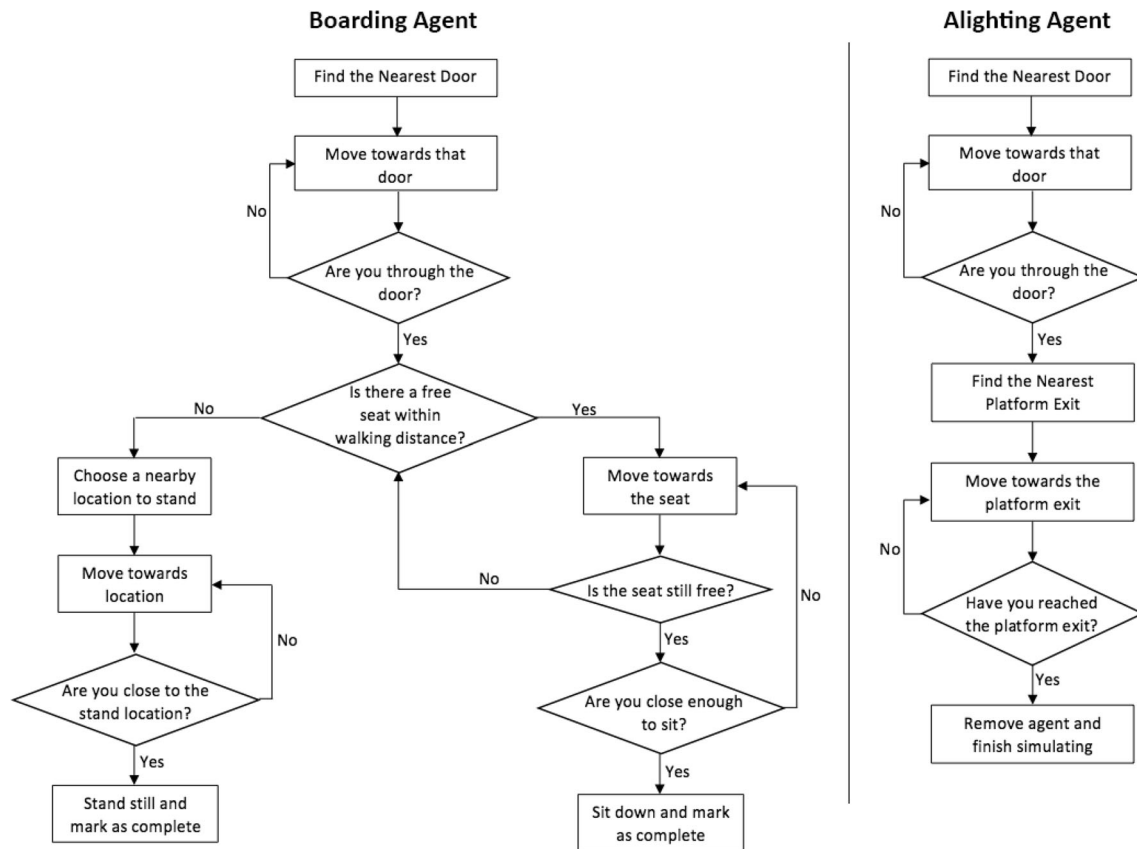 Boarding Agent
Find the Nearest Door
Move towards that
door
No
Are you through the
door?
Yes
Is there a free
seat within
walking distance?
No
Yes
Choose a nearby
location to stand
Move towards
location
No
Are you close to the
stand location?
Yes
Stand still and
mark as complete
Move towards
the seat
Is the seat still free?
No
Yes
No
Are you close enough
to sit?
Yes
Sit down and mark
as complete
Alighting Agent
Find the Nearest Door
Move towards that
door
No
Are you through the
door?
Yes
Find the Nearest
Platform Exit
Move towards the
platform exit
No
Have you reached
the platform exit?
Yes
Remove agent and
finish simulating